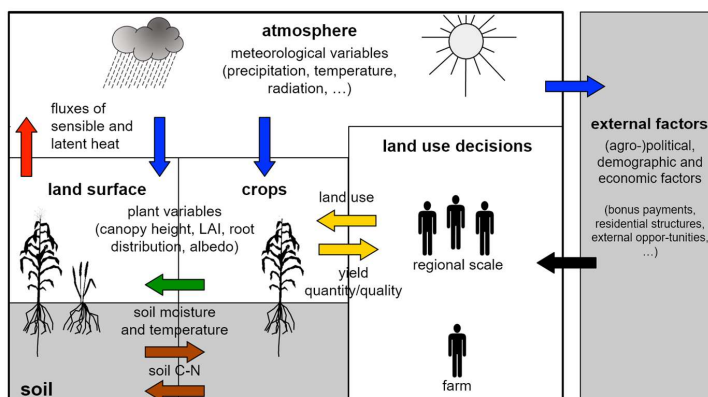 atmosphere
meteorological variables
(precipitation, temperature,
radiation, …)
fluxes of
sensible and
latent heat
land surface
crops
plant variables
(canopy height, LAI, root
distribution, albedo)
soil moisture
and temperature
soil C-N
soil
land use decisions
land use
yield
quantity/quality
regional scale
farm
external factors
(agro-)political,
demographic and
economic factors
(bonus payments,
residential structures,
external oppor-tunities,
…)